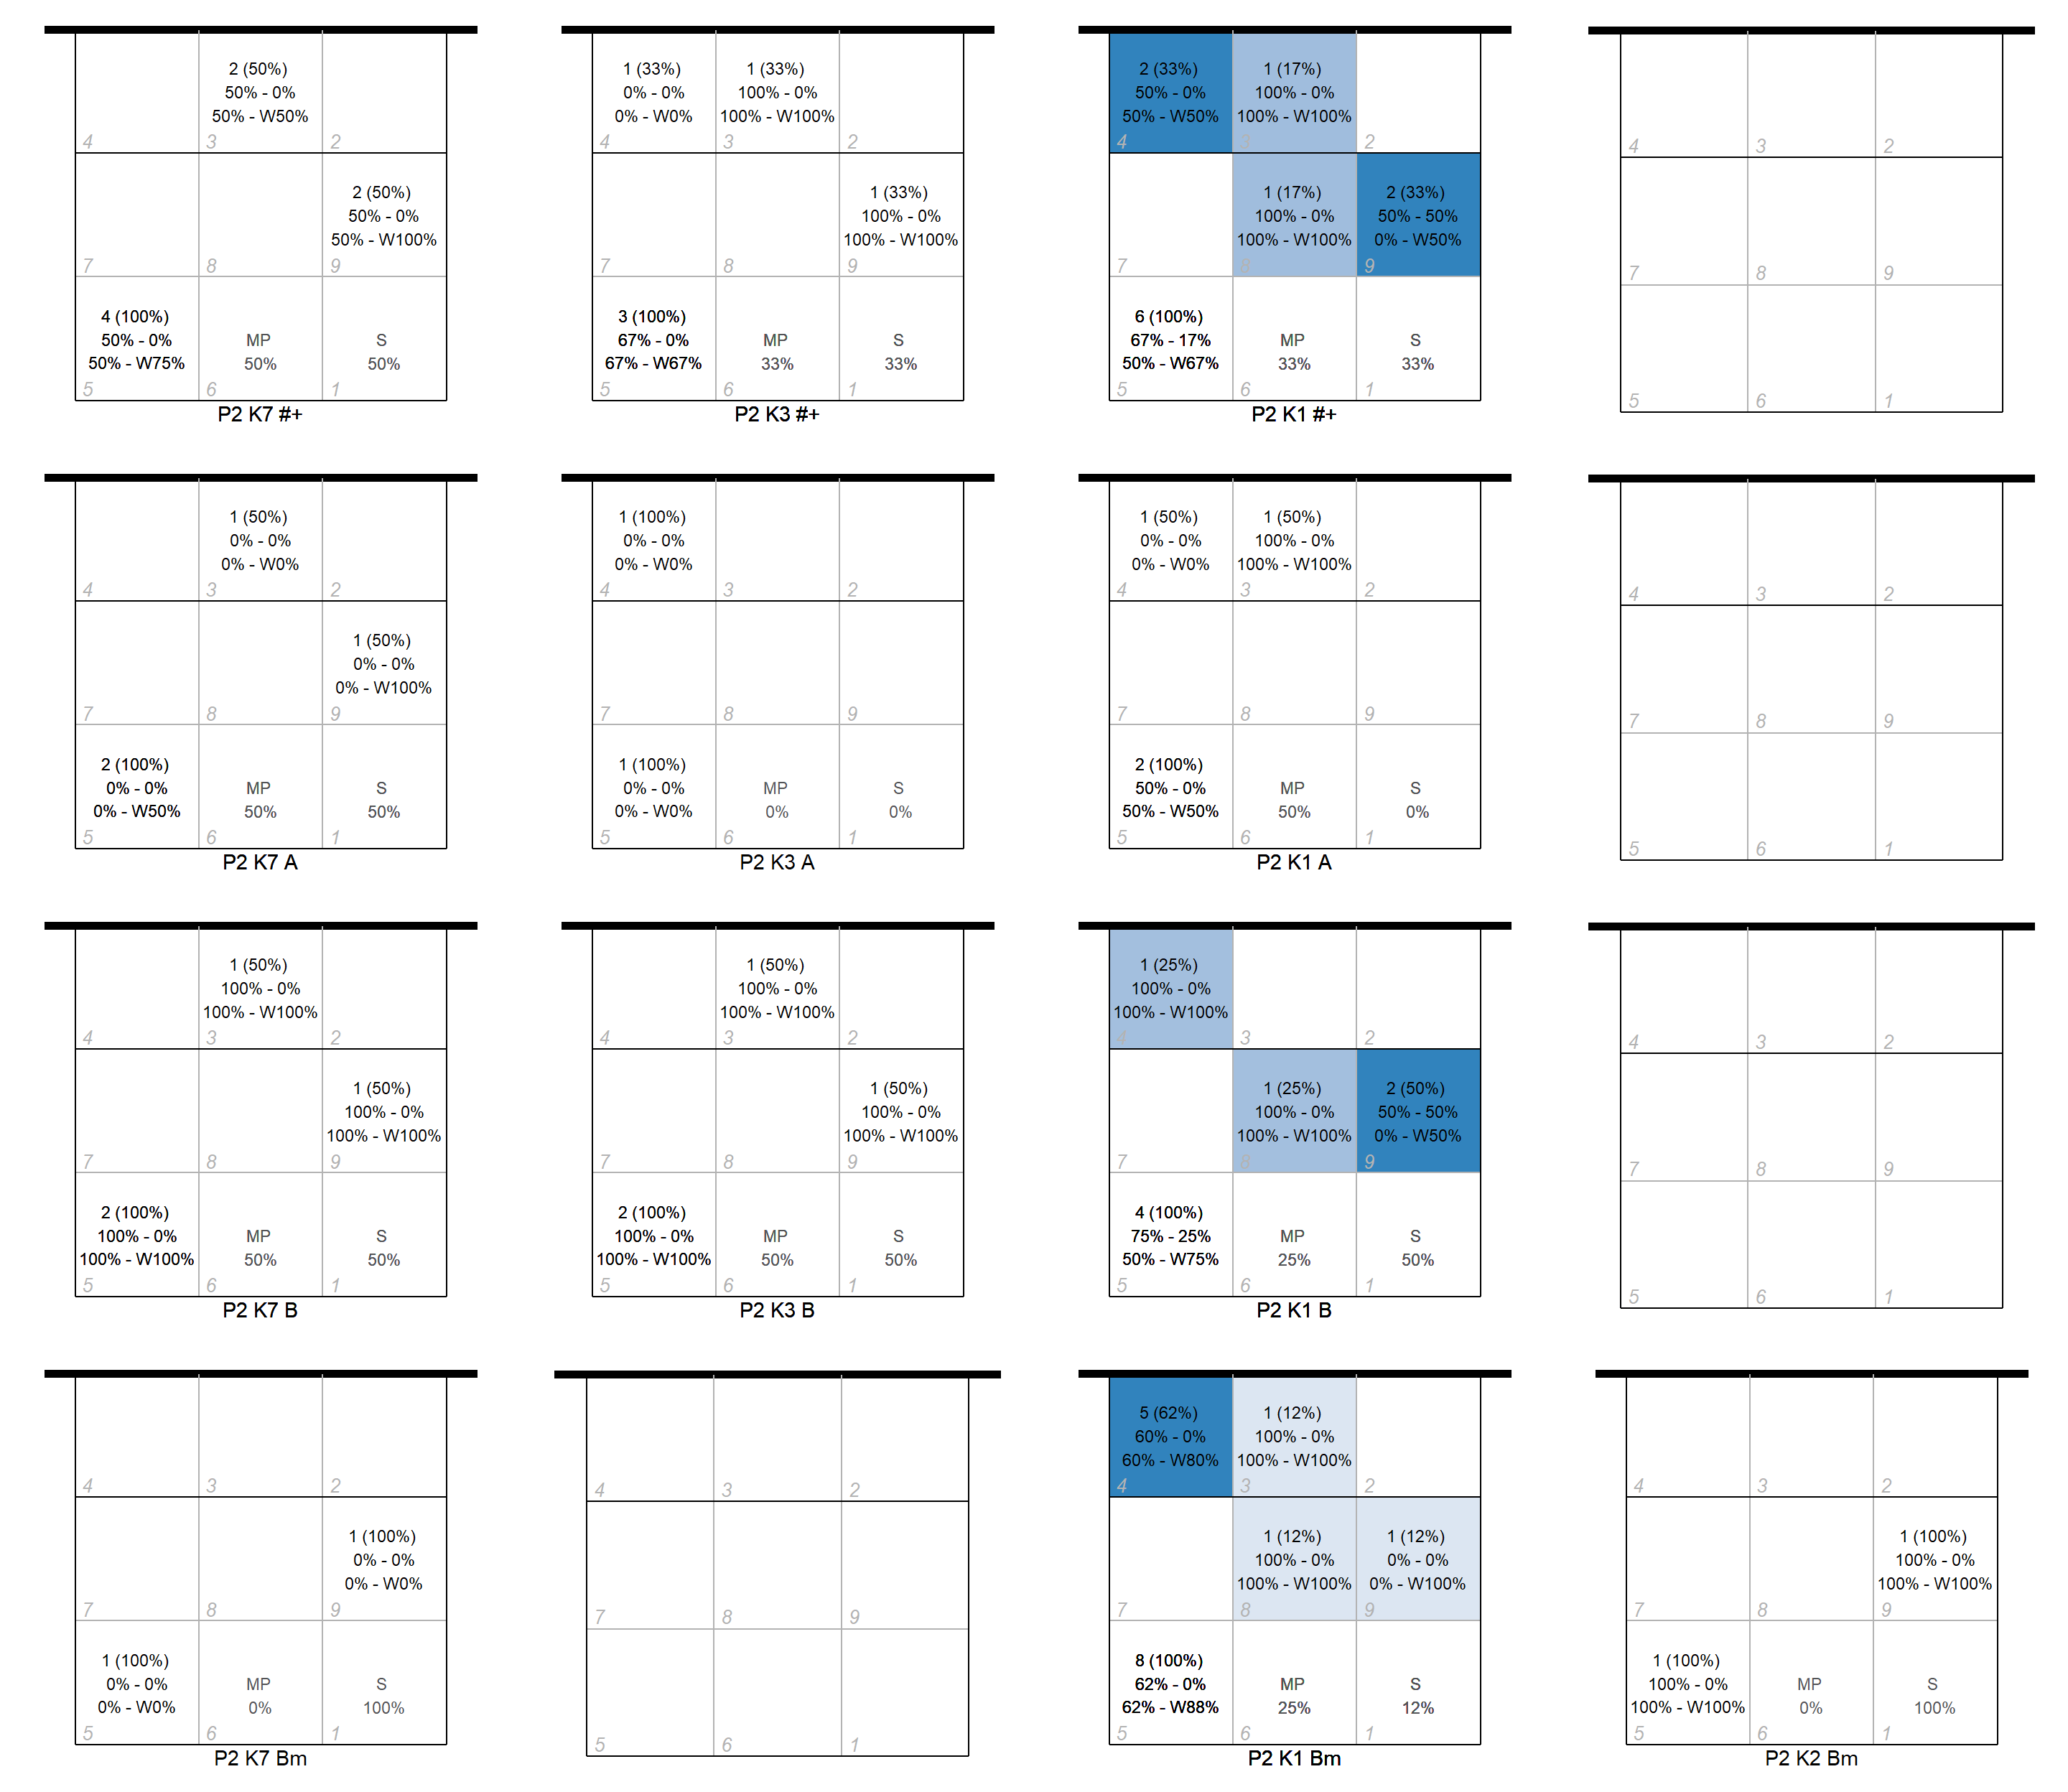 2 (50%)
50% - 0%
50% - W50%
4
3
2
2 (50%)
50% - 0%
50% - W100%
7
8
9
4 (100%)
50% - 0%
50% - W75%
MP
50%
S
50%
5
6
1
P2 K7 #+
1 (33%)
0% - 0%
0% - W0%
1 (33%)
100% - 0%
100% - W100%
4
3
2
1 (33%)
100% - 0%
100% - W100%
7
8
9
3 (100%)
67% - 0%
67% - W67%
MP
33%
S
33%
5
6
1
P2 K3 #+
2 (33%)
50% - 0%
50% - W50%
1 (17%)
100% - 0%
100% - W100%
4
3
2
1 (17%)
100% - 0%
100% - W100%
2 (33%)
50% - 50%
0% - W50%
7
8
9
6 (100%)
67% - 17%
50% - W67%
MP
33%
S
33%
5
6
1
P2 K1 #+
4
3
2
7
8
9
5
6
1
1 (50%)
0% - 0%
0% - W0%
4
3
2
1 (50%)
0% - 0%
0% - W100%
7
8
9
2 (100%)
0% - 0%
0% - W50%
MP
50%
S
50%
5
6
1
P2 K7 A
1 (100%)
0% - 0%
0% - W0%
4
3
2
7
8
9
1 (100%)
0% - 0%
0% - W0%
MP
0%
S
0%
5
6
1
P2 K3 A
1 (50%)
0% - 0%
0% - W0%
1 (50%)
100% - 0%
100% - W100%
4
3
2
7
8
9
2 (100%)
50% - 0%
50% - W50%
MP
50%
S
0%
5
6
1
P2 K1 A
4
3
2
7
8
9
5
6
1
1 (50%)
100% - 0%
100% - W100%
4
3
2
1 (50%)
100% - 0%
100% - W100%
7
8
9
2 (100%)
100% - 0%
100% - W100%
MP
50%
S
50%
5
6
1
P2 K7 B
1 (50%)
100% - 0%
100% - W100%
4
3
2
1 (50%)
100% - 0%
100% - W100%
7
8
9
2 (100%)
100% - 0%
100% - W100%
MP
50%
S
50%
5
6
1
P2 K3 B
1 (25%)
100% - 0%
100% - W100%
4
3
2
1 (25%)
100% - 0%
100% - W100%
2 (50%)
50% - 50%
0% - W50%
7
8
9
4 (100%)
75% - 25%
50% - W75%
MP
25%
S
50%
5
6
1
P2 K1 B
4
3
2
7
8
9
5
6
1
4
3
2
1 (100%)
0% - 0%
0% - W0%
7
8
9
1 (100%)
0% - 0%
0% - W0%
MP
0%
S
100%
5
6
1
P2 K7 Bm
4
3
2
7
8
9
5
6
1
5 (62%)
60% - 0%
60% - W80%
1 (12%)
100% - 0%
100% - W100%
4
3
2
1 (12%)
100% - 0%
100% - W100%
1 (12%)
0% - 0%
0% - W100%
7
8
9
8 (100%)
62% - 0%
62% - W88%
MP
25%
S
12%
5
6
1
P2 K1 Bm
4
3
2
1 (100%)
100% - 0%
100% - W100%
7
8
9
1 (100%)
100% - 0%
100% - W100%
MP
0%
S
100%
5
6
1
P2 K2 Bm